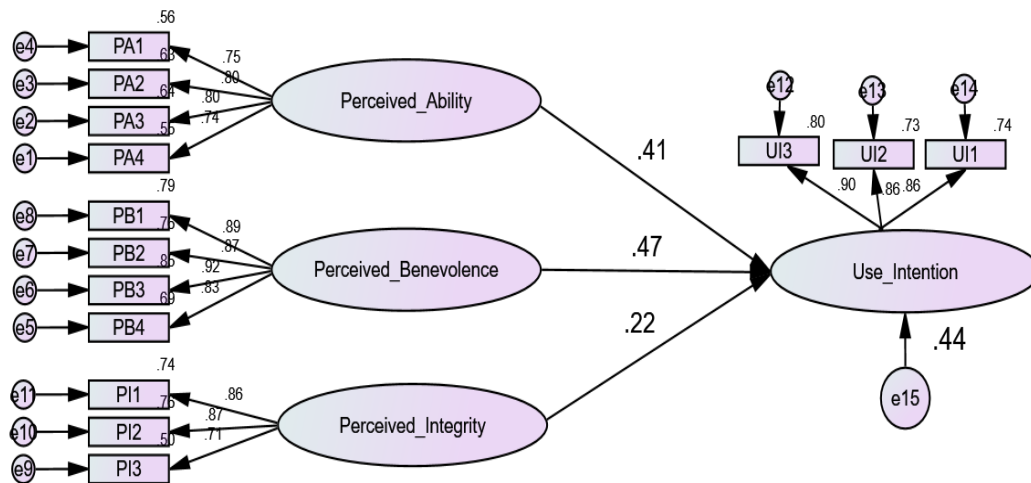 .56
e4 PA1 .75
.63
e3 PA2 .80
.64
e2 PA3 .80
.55
e1 PA4 .74
Perceived_Ability
.41
.79
e8 PB1 .89
.76
e7 PB2 .87
.85
e6 PB3 .92
.69
e5 PB4 .83
Perceived_Benevolence
.47
.74
e11 PI1 .86
.75
e10 PI2 .87
.50
e9 PI3 .71
Perceived_Integrity
.22
e12 e13 e14
.80 .73 .74
UI3 UI2 UI1
.90 .86 .86
Use_Intention
.44
e15